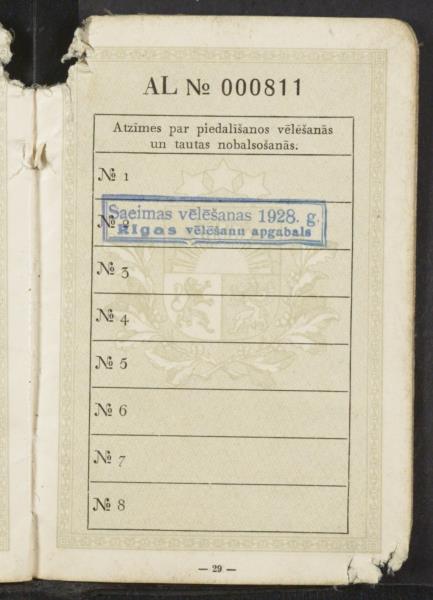 AL № 000811
Atzīmes par piedalīšanos vēlēšanās
un tautas nobalsošanās.
№ 1
Saeimas vēlēšanas 1928. g.
№ 2
Rīgas vēlēšanu apgabals
№ 3
№ 4
№ 5
№ 6
№ 7
№ 8
— 29 —